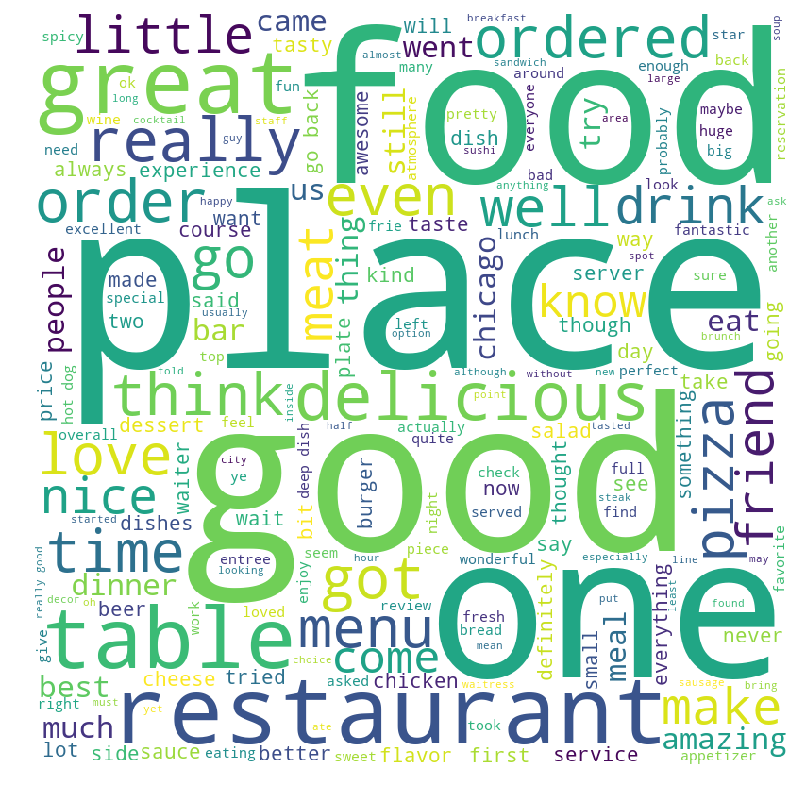 breakfast
spicy
little
came
will
ordered
star
soup
tasty
went
almost
sandwich
enough
back
great
food
ok
fun
many
around
large
long
wine
cocktail
staff
go back
awesome
still
atmosphere
pretty
dish
sushi
everyone
try
area
probably
maybe
huge
big
reservation
need
really
guy
always
experience
us
even
bad
anything
look
ask
order
happy
want
frie
taste
well
drink
excellent
course
lunch
way
fantastic
another
people
place
made
special
two
go
said
usually
bar
top
meat
thing
kind
plate
left
option
chicago
server
spot
know
though
sure
eat
going
day
brunch
price
hot dog
told
think
delicious
inside
although
without
new
perfect
point
take
friend
dessert
feel
overall
love
waiter
good
city
ye
deep dish
half
actually
quite
salad
tasted
something
pizza
nice
wait
bit
burger
check
now
served
thought
full
steak
find
see
started
dishes
night
say
time
entree
looking
seem
hour
piece
wonderful
especially
line
may
favorite
dinner
enjoy
got
one
really good
decor
oh
beer
work
loved
review
fresh
bread
mean
definitely
put
least
found
give
table
menu
come
small
meal
everything
never
choice
best
cheese
tried
asked
chicken
waitress
sausage
bring
right
must
yet
restaurant
make
much
ate
took
amazing
lot
side
sauce
eating
better
sweet
flavor
first
service
appetizer